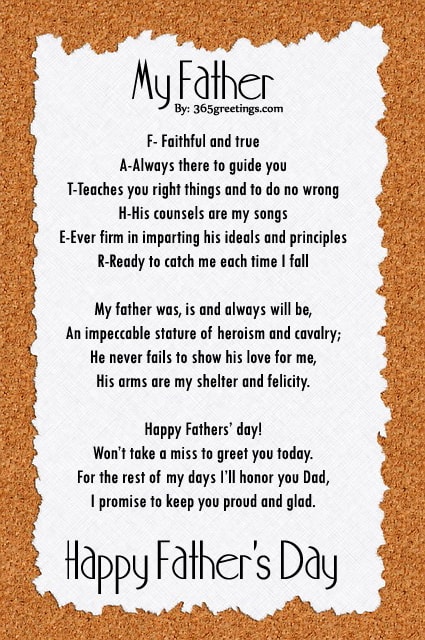 My Father
By: 365greetings.com
F- Faithful and true
A-Always there to guide you
T-Teaches you right things and to do no wrong
H-His counsels are my songs
E-Ever firm in imparting his ideals and principles
R-Ready to catch me each time I fall
My father was, is and always will be,
An impeccable stature of heroism and cavalry;
He never fails to show his love for me,
His arms are my shelter and felicity.
Happy Fathers' day!
Won't take a miss to greet you today.
For the rest of my days I'll honor you Dad,
I promise to keep you proud and glad.
Happy Father's Day